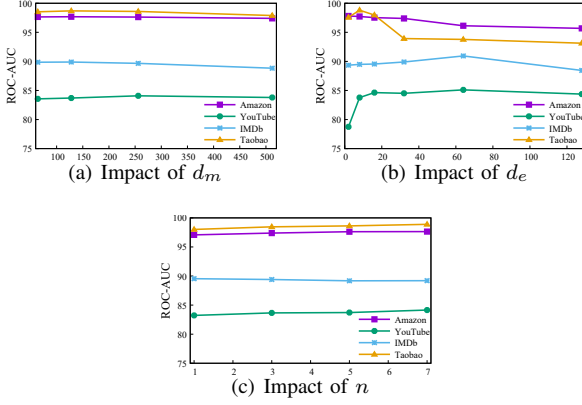 100
95
90
85
80
75
ROC-AUC
Amazon
YouTube
IMDb
Taobao
100 150 200 250 300 350 400 450 500
(a) Impact of d_m
100
95
90
85
80
75
ROC-AUC
Amazon
YouTube
IMDb
Taobao
0 20 40 60 80 100 120
(b) Impact of d_e
100
95
90
85
80
75
ROC-AUC
Amazon
YouTube
IMDb
Taobao
1 2 3 4 5 6 7
(c) Impact of n